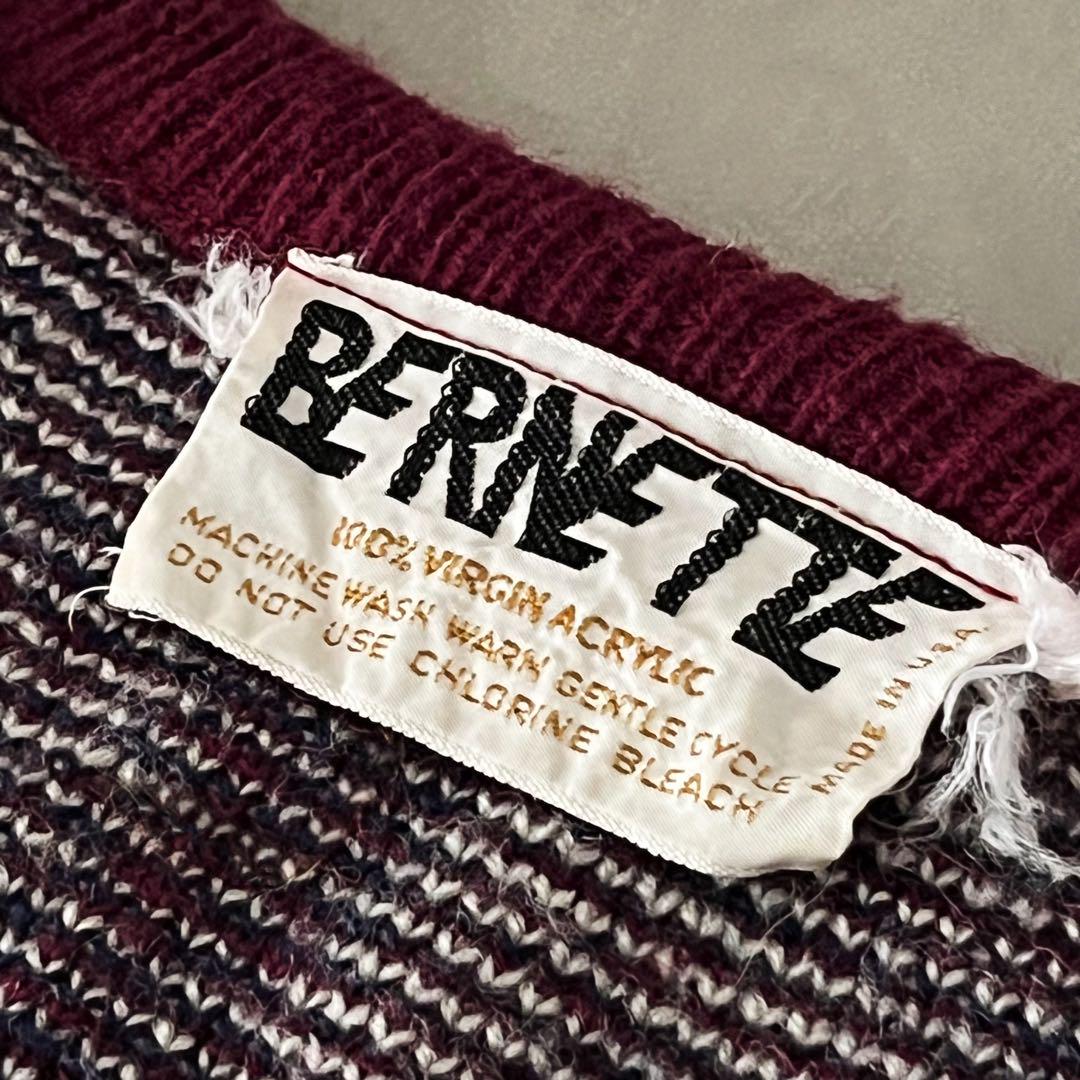 BERNETTE
100% VIRGIN ACRYLIC
MACHINE WASH WARM GENTLE CYCLE
DO NOT USE CHLORINE BLEACH
MADE IN U.S.A.